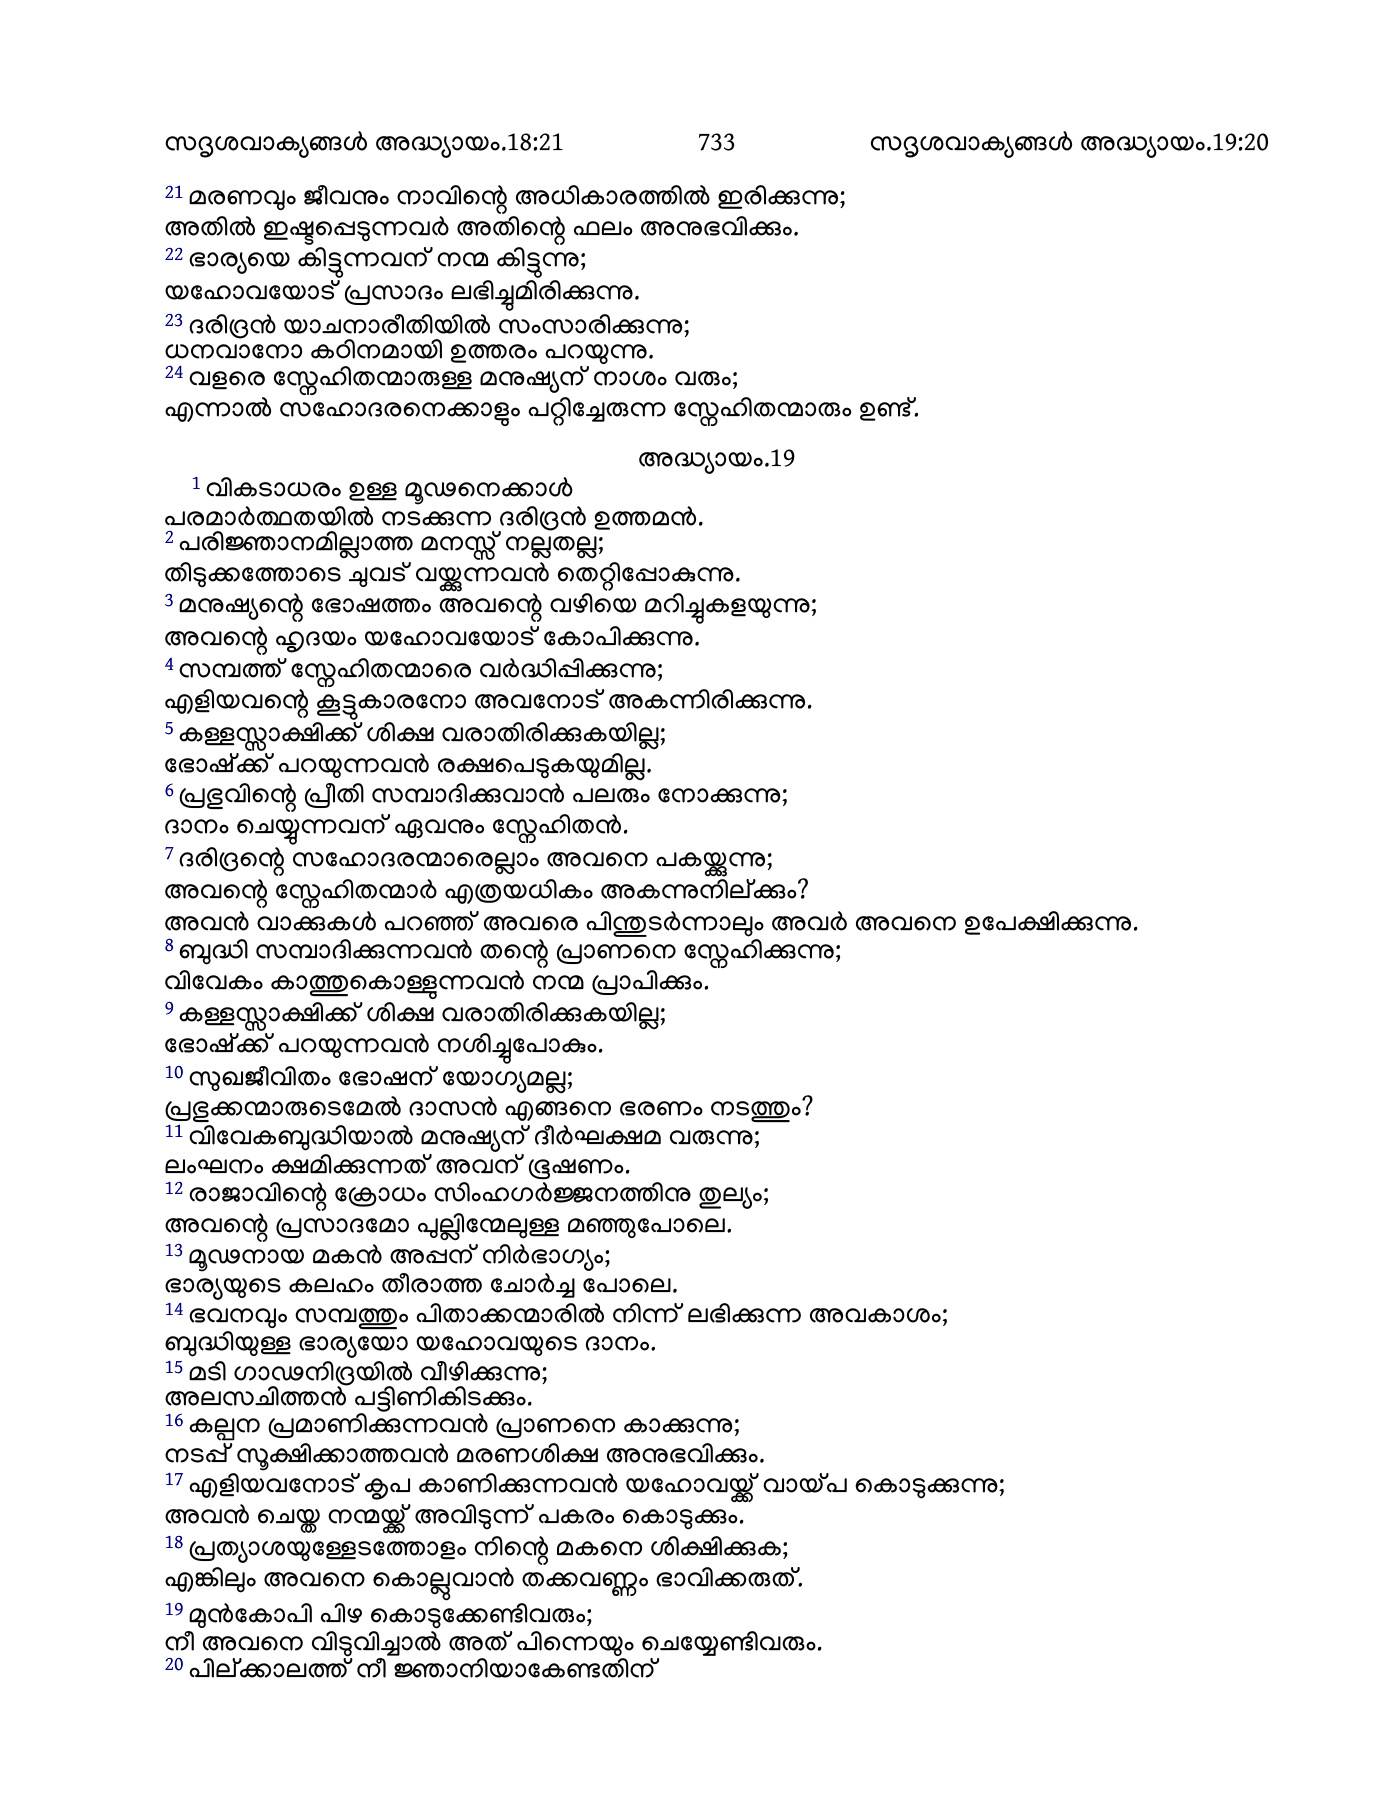 സദൃശവാക്യങ്ങൾ അദ്ധ്യായം.18:21 733 സദൃശവാക്യങ്ങൾ അദ്ധ്യായം.19:20
21 മരണവും ജീവനും നാവിന്റെ അധികാരത്തിൽ ഇരിക്കുന്നു;
അതിൽ ഇഷ്ടപ്പെടുന്നവർ അതിന്റെ ഫലം അനുഭവിക്കും.
22 ഭാര്യയെ കിട്ടുന്നവന് നന്മ കിട്ടുന്നു;
യഹോവയോട് പ്രസാദം ലഭിച്ചുമിരിക്കുന്നു.
23 ദരിദ്രൻ യാചനാരീതിയിൽ സംസാരിക്കുന്നു;
ധനവാനോ കഠിനമായി ഉത്തരം പറയുന്നു.
24 വളരെ സ്നേഹിതന്മാരുള്ള മനുഷ്യന് നാശം വരും;
എന്നാൽ സഹോദരനെക്കാളും പറ്റിച്ചേരുന്ന സ്നേഹിതന്മാരും ഉണ്ട്.
അദ്ധ്യായം.19
1 വികടാധരം ഉള്ള മൂഢനെക്കാൾ
പരമാർത്ഥതയിൽ നടക്കുന്ന ദരിദ്രൻ ഉത്തമൻ.
2 പരിജ്ഞാനമില്ലാത്ത മനസ്സ് നല്ലതല്ല;
തിടുക്കത്തോടെ ചുവട് വയ്ക്കുന്നവൻ തെറ്റിപ്പോകുന്നു.
3 മനുഷ്യന്റെ ഭോഷത്തം അവന്റെ വഴിയെ മറിച്ചുകളയുന്നു;
അവന്റെ ഹൃദയം യഹോവയോട് കോപിക്കുന്നു.
4 സമ്പത്ത് സ്നേഹിതന്മാരെ വർദ്ധിപ്പിക്കുന്നു;
എളിയവന്റെ കൂട്ടുകാരനോ അവനോട് അകന്നിരിക്കുന്നു.
5 കള്ളസ്സാക്ഷിക്ക് ശിക്ഷ വരാതിരിക്കുകയില്ല;
ഭോഷ്ക്ക് പറയുന്നവൻ രക്ഷപെടുകയുമില്ല.
6 പ്രഭുവിന്റെ പ്രീതി സമ്പാദിക്കുവാൻ പലരും നോക്കുന്നു;
ദാനം ചെയ്യുന്നവന് ഏവനും സ്നേഹിതൻ.
7 ദരിദ്രന്റെ സഹോദരന്മാരെല്ലാം അവനെ പകയ്ക്കുന്നു;
അവന്റെ സ്നേഹിതന്മാർ എത്രയധികം അകന്നുനില്ക്കും?
അവൻ വാക്കുകൾ പറഞ്ഞ് അവരെ പിന്തുടർന്നാലും അവർ അവനെ ഉപേക്ഷിക്കുന്നു.
8 ബുദ്ധി സമ്പാദിക്കുന്നവൻ തന്റെ പ്രാണനെ സ്നേഹിക്കുന്നു;
വിവേകം കാത്തുകൊള്ളുന്നവൻ നന്മ പ്രാപിക്കും.
9 കള്ളസ്സാക്ഷിക്ക് ശിക്ഷ വരാതിരിക്കുകയില്ല;
ഭോഷ്ക്ക് പറയുന്നവൻ നശിച്ചുപോകും.
10 സുഖജീവിതം ഭോഷന് യോഗ്യമല്ല;
പ്രഭുക്കന്മാരുടെമേൽ ദാസൻ എങ്ങനെ ഭരണം നടത്തും?
11 വിവേകബുദ്ധിയാൽ മനുഷ്യന് ദീർഘക്ഷമ വരുന്നു;
ലംഘനം ക്ഷമിക്കുന്നത് അവന് ഭൂഷണം.
12 രാജാവിന്റെ ക്രോധം സിംഹഗർജ്ജനത്തിനു തുല്യം;
അവന്റെ പ്രസാദമോ പുല്ലിന്മേലുള്ള മഞ്ഞുപോലെ.
13 മൂഢനായ മകൻ അപ്പന് നിർഭാഗ്യം;
ഭാര്യയുടെ കലഹം തീരാത്ത ചോർച്ച പോലെ.
14 ഭവനവും സമ്പത്തും പിതാക്കന്മാരിൽ നിന്ന് ലഭിക്കുന്ന അവകാശം;
ബുദ്ധിയുള്ള ഭാര്യയോ യഹോവയുടെ ദാനം.
15 മടി ഗാഢനിദ്രയിൽ വീഴിക്കുന്നു;
അലസചിത്തൻ പട്ടിണികിടക്കും.
16 കല്പന പ്രമാണിക്കുന്നവൻ പ്രാണനെ കാക്കുന്നു;
നടപ്പ് സൂക്ഷിക്കാത്തവൻ മരണശിക്ഷ അനുഭവിക്കും.
17 എളിയവനോട് കൃപ കാണിക്കുന്നവൻ യഹോവയ്ക്ക് വായ്പ കൊടുക്കുന്നു;
അവൻ ചെയ്ത നന്മയ്ക്ക് അവിടുന്ന് പകരം കൊടുക്കും.
18 പ്രത്യാശയുള്ളേടത്തോളം നിന്റെ മകനെ ശിക്ഷിക്കുക;
എങ്കിലും അവനെ കൊല്ലുവാൻ തക്കവണ്ണം ഭാവിക്കരുത്.
19 മുൻകോപി പിഴ കൊടുക്കേണ്ടിവരും;
നീ അവനെ വിടുവിച്ചാൽ അത് പിന്നെയും ചെയ്യേണ്ടിവരും.
20 പില്ക്കാലത്ത് നീ ജ്ഞാനിയാകേണ്ടതിന്